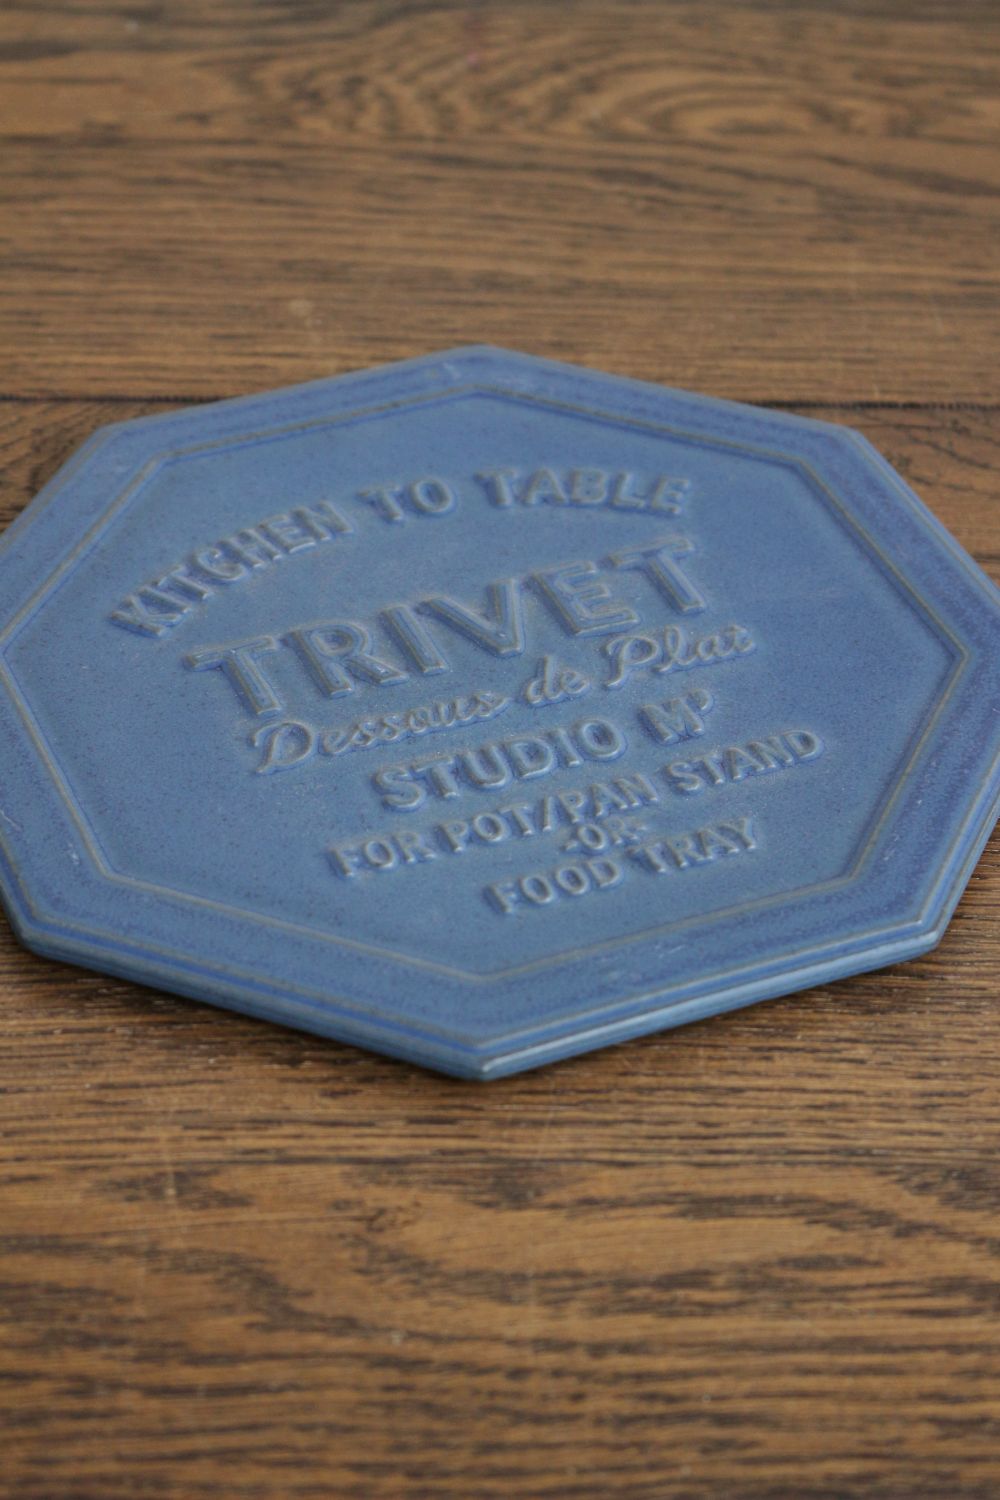 KITCHEN TO TABLE
TRIVET
Dessous de Plat
STUDIO M'
FOR POT/PAN STAND
-OR-
FOOD TRAY